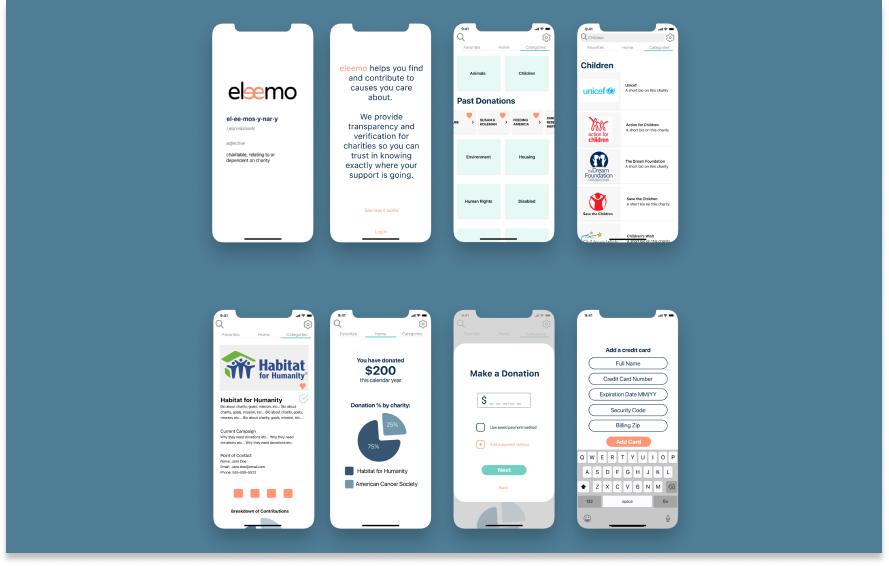 eleemo
el·ee·mos·y·nar·y
adjective
charitable, relating to or
dependent on charity
eleemo helps you find
and contribute to
causes you care
about.
We provide
transparency and
verification for
charities so you can
trust in knowing
exactly where your
support is going.
See how it works
Log in
9:41
Favorites Home Categories
Animals Children
Past Donations
SUSAN G
KOLEMAN
FEEDING
AMERICA
Environment Housing
Human Rights Disabled
9:41
Children
Favorites Home Categories
Children
unicef
Unicef
A short bio on this charity
action for
children
Action for Children
A short bio on this charity
The Dream
Foundation
The Dream Foundation
A short bio on this charity
Save the Children
Save the Children
A short bio on this charity
Children's Wish
9:41
Favorites Home Categories
Habitat
for Humanity®
Habitat for Humanity
Bio about charity, goals, mission, etc... Bio about
charity, goals, mission, etc... Bio about charity, goals,
mission, etc... Bio about charity, goals, mission, etc...
Current Campaign
Why they need donations etc... Why they need
donations etc... Why they need donations etc..
Point of Contact
Name: Jane Doe
Email: Jane.doe@email.com
Phone: 555-555-5523
Breakdown of Contributions
9:41
Favorites Home Categories
You have donated
$200
this calendar year
Donation % by charity:
25%
75%
Habitat for Humanity
American Cancer Society
9:41
Favorites Home Categories
Make a Donation
$ _ _ _ _ _
Use saved payment method
+ Add a payment method
Next
Back
9:41
Add a credit card
Full Name
Credit Card Number
Expiration Date MM/YY
Security Code
Billing Zip
Add Card
Q W E R T Y U I O P
A S D F G H J K L
Z X C V B N M
123 space Go